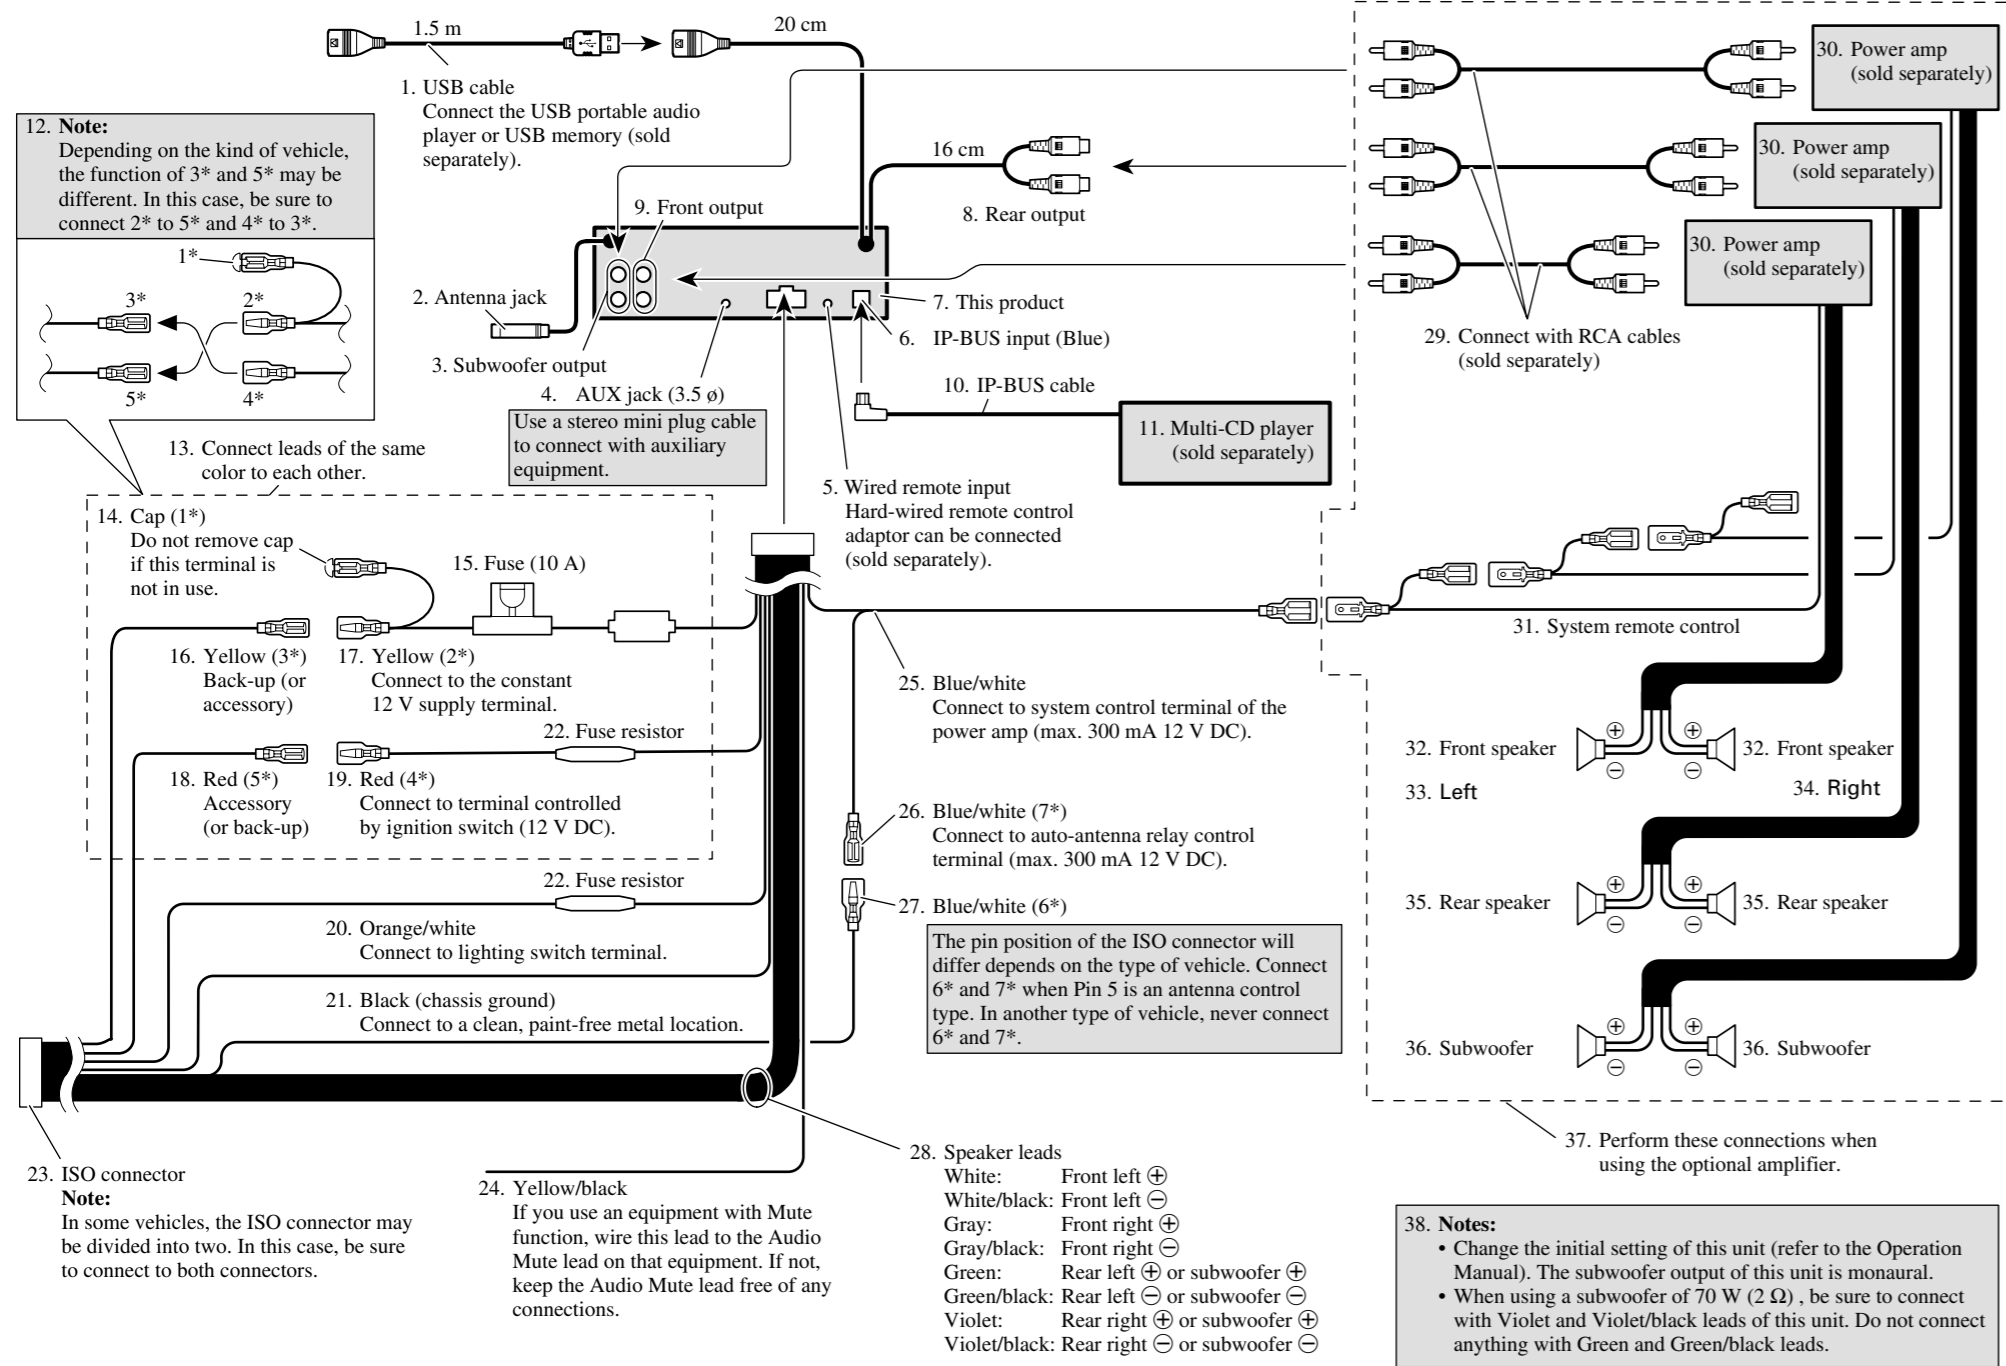 1.5 m
20 cm
1. USB cable
Connect the USB portable audio
player or USB memory (sold
separately).
12. Note:
Depending on the kind of vehicle,
the function of 3* and 5* may be
different. In this case, be sure to
connect 2* to 5* and 4* to 3*.
1*
3*
2*
5*
4*
16 cm
8. Rear output
9. Front output
2. Antenna jack
7. This product
6. IP-BUS input (Blue)
3. Subwoofer output
4. AUX jack (3.5 ø)
Use a stereo mini plug cable
to connect with auxiliary
equipment.
10. IP-BUS cable
11. Multi-CD player
(sold separately)
5. Wired remote input
Hard-wired remote control
adaptor can be connected
(sold separately).
30. Power amp
(sold separately)
30. Power amp
(sold separately)
30. Power amp
(sold separately)
29. Connect with RCA cables
(sold separately)
13. Connect leads of the same
color to each other.
14. Cap (1*)
Do not remove cap
if this terminal is
not in use.
15. Fuse (10 A)
16. Yellow (3*)
Back-up (or
accessory)
17. Yellow (2*)
Connect to the constant
12 V supply terminal.
22. Fuse resistor
18. Red (5*)
Accessory
(or back-up)
19. Red (4*)
Connect to terminal controlled
by ignition switch (12 V DC).
22. Fuse resistor
20. Orange/white
Connect to lighting switch terminal.
21. Black (chassis ground)
Connect to a clean, paint-free metal location.
31. System remote control
25. Blue/white
Connect to system control terminal of the
power amp (max. 300 mA 12 V DC).
26. Blue/white (7*)
Connect to auto-antenna relay control
terminal (max. 300 mA 12 V DC).
27. Blue/white (6*)
The pin position of the ISO connector will
differ depends on the type of vehicle. Connect
6* and 7* when Pin 5 is an antenna control
type. In another type of vehicle, never connect
6* and 7*.
32. Front speaker ⊕ ⊖ ⊕ ⊖ 32. Front speaker
33. Left
34. Right
35. Rear speaker ⊕ ⊖ ⊕ ⊖ 35. Rear speaker
36. Subwoofer ⊕ ⊖ ⊕ ⊖ 36. Subwoofer
37. Perform these connections when
using the optional amplifier.
23. ISO connector
Note:
In some vehicles, the ISO connector may
be divided into two. In this case, be sure
to connect to both connectors.
24. Yellow/black
If you use an equipment with Mute
function, wire this lead to the Audio
Mute lead on that equipment. If not,
keep the Audio Mute lead free of any
connections.
28. Speaker leads
White: Front left ⊕
White/black: Front left ⊖
Gray: Front right ⊕
Gray/black: Front right ⊖
Green: Rear left ⊕ or subwoofer ⊕
Green/black: Rear left ⊖ or subwoofer ⊖
Violet: Rear right ⊕ or subwoofer ⊕
Violet/black: Rear right ⊖ or subwoofer ⊖
38. Notes:
• Change the initial setting of this unit (refer to the Operation
Manual). The subwoofer output of this unit is monaural.
• When using a subwoofer of 70 W (2 Ω) , be sure to connect
with Violet and Violet/black leads of this unit. Do not connect
anything with Green and Green/black leads.